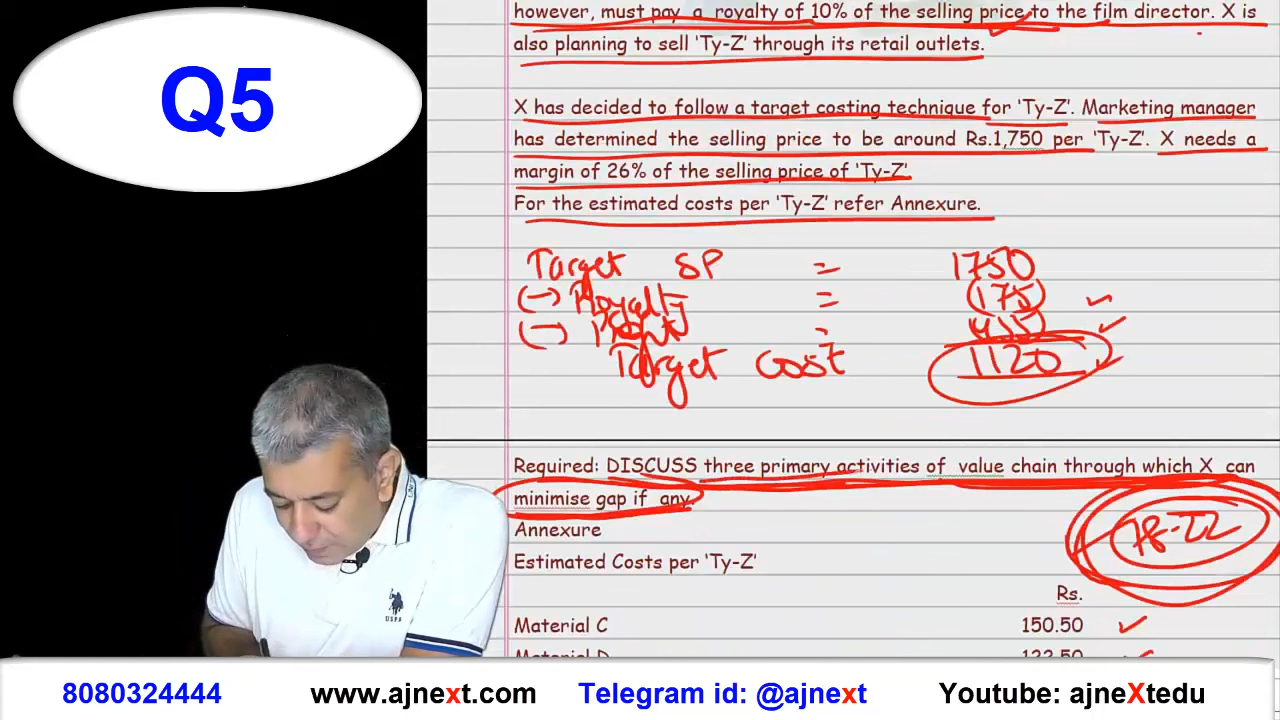 Q5
however, must pay a royalty of 10% of the selling price to the film director. X is
also planning to sell ‘Ty-Z’ through its retail outlets.
X has decided to follow a target costing technique for ‘Ty-Z’. Marketing manager
has determined the selling price to be around Rs.1,750 per ‘Ty-Z’. X needs a
margin of 26% of the selling price of ‘Ty-Z’
For the estimated costs per ‘Ty-Z’ refer Annexure.
Target SP = 1750
(-) Royalty = (175)
(-)
Target cost 1120
Required: DISCUSS three primary activities of value chain through which X can
minimise gap if any
Annexure
Estimated Costs per ‘Ty-Z’
Rs.
Material C 150.50
Material D 122.50
USPA
8080324444 www.ajnext.com Telegram id: @ajnext Youtube: ajneXtedu